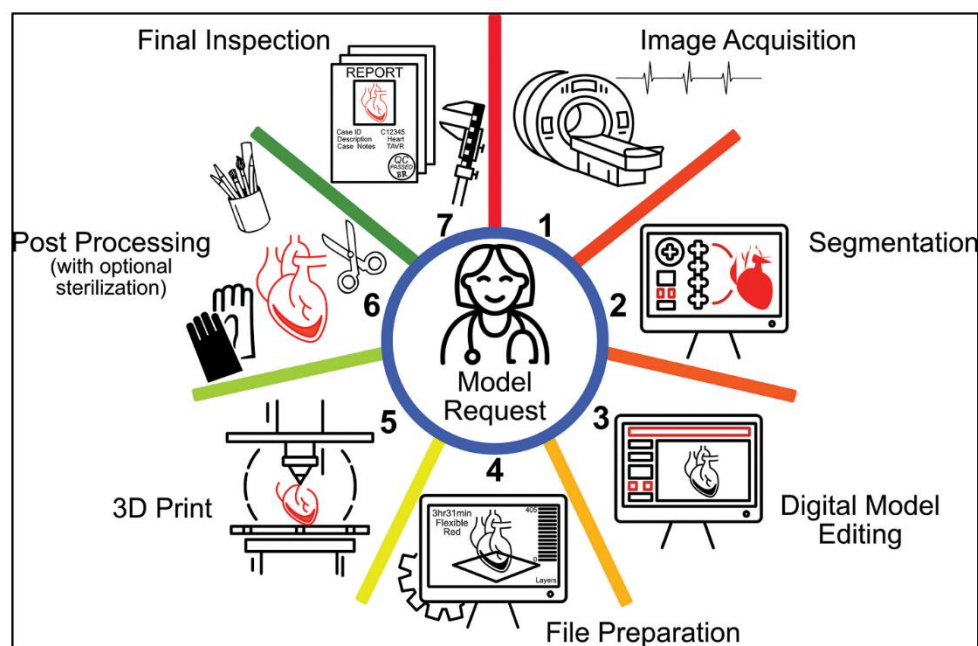 Model
Request
1
Image Acquisition
2
Segmentation
3
Digital Model
Editing
4
3hr31min
Flexible
Red
405
0
Layers
File Preparation
5
3D Print
6
Post Processing
(with optional
sterilization)
7
Final Inspection
REPORT
Case ID C12345
Description Heart
Case Notes TAVR
QC
PASSED
BR